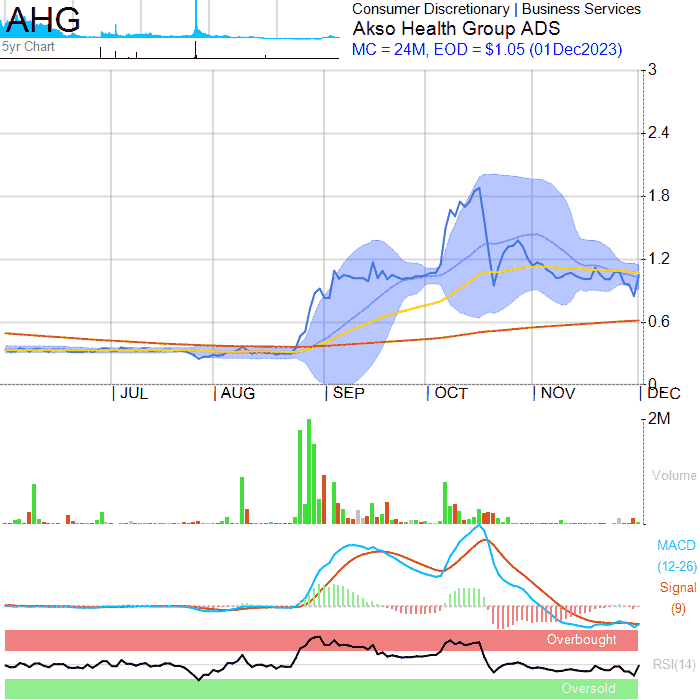 AHG
5yr Chart
Consumer Discretionary | Business Services
Akso Health Group ADS
MC = 24M, EOD = $1.05 (01Dec2023)
3
2.4
1.8
1.2
0.6
0
JUL
AUG
SEP
OCT
NOV
DEC
2M
Volume
MACD
(12-26)
Signal
(9)
Overbought
RSI(14)
Oversold